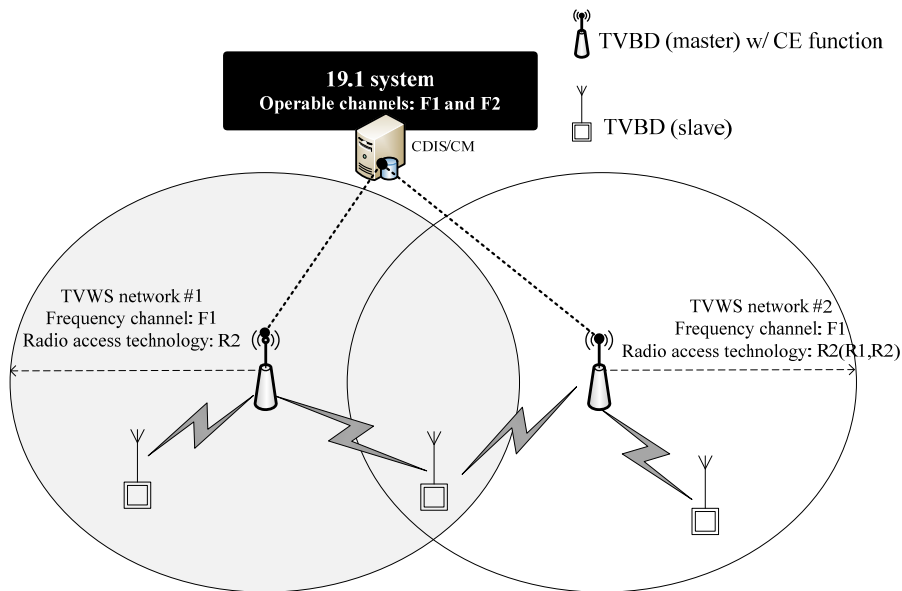 TVBD (master) w/ CE function
19.1 system
Operable channels: F1 and F2
TVBD (slave)
CDIS/CM
TVWS network #1
Frequency channel: F1
Radio access technology: R2
TVWS network #2
Frequency channel: F1
Radio access technology: R2(R1,R2)